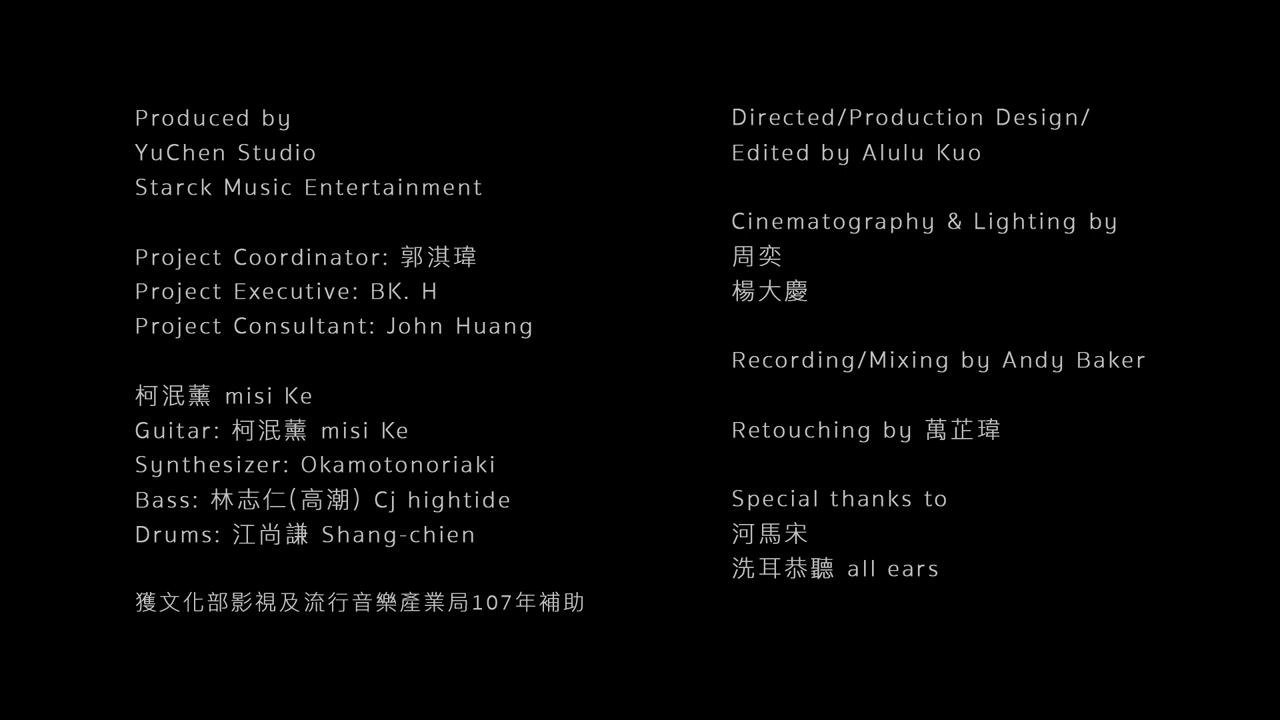 Produced by
YuChen Studio
Starck Music Entertainment
Project Coordinator: 郭淇瑋
Project Executive: BK. H
Project Consultant: John Huang
柯泯薰 misi Ke
Guitar: 柯泯薰 misi Ke
Synthesizer: Okamotonoriaki
Bass: 林志仁(高潮) Cj hightide
Drums: 江尚謙 Shang-chien
獲文化部影視及流行音樂產業局107年補助
Directed/Production Design/
Edited by Alulu Kuo
Cinematography & Lighting by
周奕
楊大慶
Recording/Mixing by Andy Baker
Retouching by 萬芷瑋
Special thanks to
河馬宋
洗耳恭聽 all ears